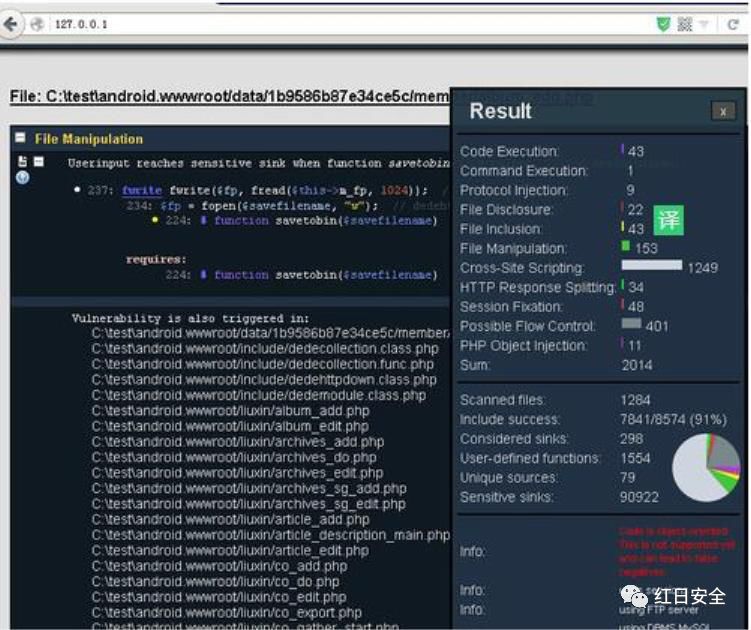 127.0.0.1
File: C:\test\android.wwwroot/data/1b9586b87e34ce5c/mem
File Manipulation
Userinput reaches sensitive sink when function savetobin
237: fwrite fwrite($fp, fread($this->m_fp, 1024)); //
234: $fp = fopen($savefilename, "w"); //
224: function savetobin($savefilename)
requires:
224: function savetobin($savefilename)
Vulnerability is also triggered in:
C:\test\android.wwwroot/data/1b9586b87e34ce5c/member/
C:\test\android.wwwroot/include/dedecollection.class.php
C:\test\android.wwwroot/include/dedecollection.func.php
C:\test\android.wwwroot/include/dedehttpdown.class.php
C:\test\android.wwwroot/include/dedemodule.class.php
C:\test\android.wwwroot/liuxin/album_add.php
C:\test\android.wwwroot/liuxin/album_edit.php
C:\test\android.wwwroot/liuxin/archives_add.php
C:\test\android.wwwroot/liuxin/archives_do.php
C:\test\android.wwwroot/liuxin/archives_edit.php
C:\test\android.wwwroot/liuxin/archives_sg_add.php
C:\test\android.wwwroot/liuxin/archives_sg_edit.php
C:\test\android.wwwroot/liuxin/article_add.php
C:\test\android.wwwroot/liuxin/article_description_main.php
C:\test\android.wwwroot/liuxin/article_edit.php
C:\test\android.wwwroot/liuxin/co_add.php
C:\test\android.wwwroot/liuxin/co_do.php
C:\test\android.wwwroot/liuxin/co_edit.php
C:\test\android.wwwroot/liuxin/co_export.php
C:\test\android.wwwroot/liuxin/co_gather_start.php
Result
x
Code Execution: 43
Command Execution: 1
Protocol Injection: 9
File Disclosure: 22
译
File Inclusion: 43
File Manipulation: 153
Cross-Site Scripting: 1249
HTTP Response Splitting: 34
Session Fixation: 48
Possible Flow Control: 401
PHP Object Injection: 11
Sum: 2014
Scanned files: 1284
Include success: 7841/8574 (91%)
Considered sinks: 298
User-defined functions: 1554
Unique sources: 79
Sensitive sinks: 90922
Info: Code is object-oriented.
This is not supported yet
and can lead to false
negatives.
Info:
Info: using FTP server
using DBMS MySQL
红日安全